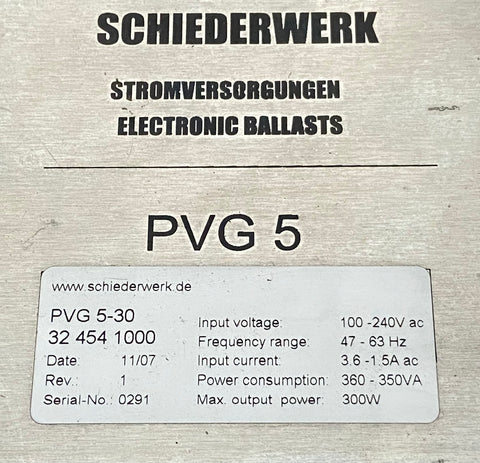 SCHIEDERWERK
STROMVERSORGUNGEN
ELECTRONIC BALLASTS
PVG 5
www.schiederwerk.de
PVG 5-30
32 454 1000
Date: 11/07
Rev.: 1
Serial-No.: 0291
Input voltage: 100 -240V ac
Frequency range: 47 - 63 Hz
Input current: 3.6 -1.5A ac
Power consumption: 360 - 350VA
Max. output power: 300W